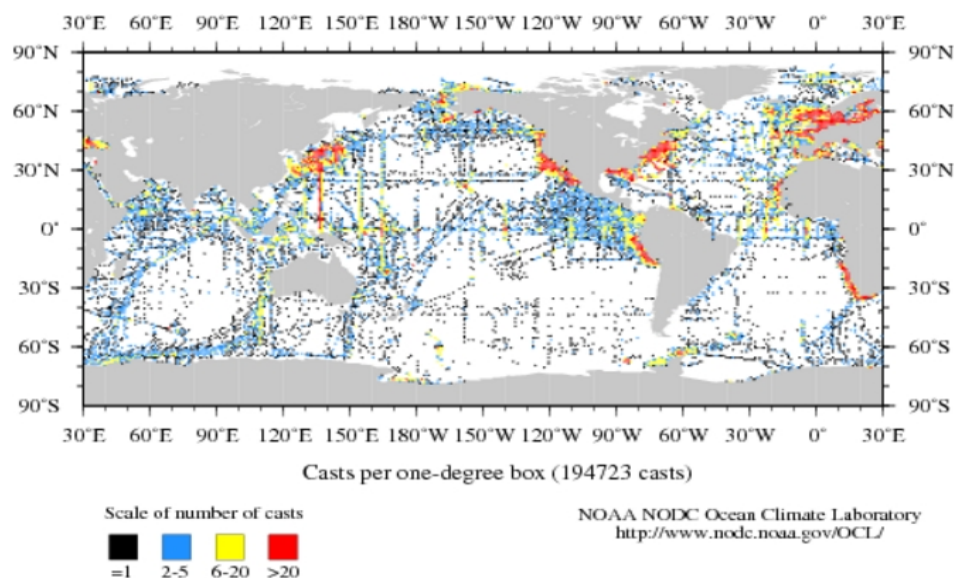 30°E 60°E 90°E 120°E 150°E 180°W 150°W 120°W 90°W 60°W 30°W 0° 30°E
90°N 90°N
60°N 60°N
30°N 30°N
0° 0°
30°S 30°S
60°S 60°S
90°S 90°S
30°E 60°E 90°E 120°E 150°E 180°W 150°W 120°W 90°W 60°W 30°W 0° 30°E
Casts per one-degree box (194723 casts)
Scale of number of casts
=1 2-5 6-20 >20
NOAA NODC Ocean Climate Laboratory
http://www.nodc.noaa.gov/OCL/